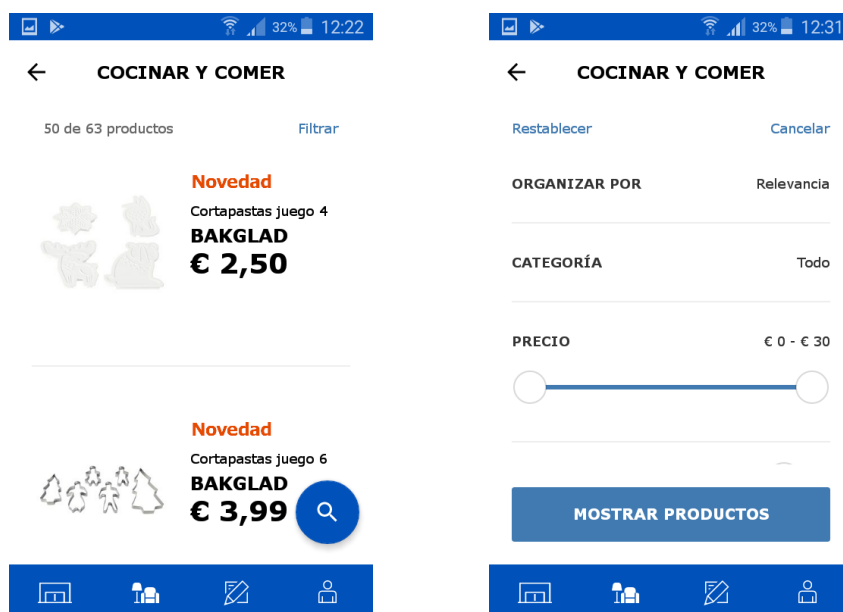 32% 12:22
COCINAR Y COMER
50 de 63 productos Filtrar
Novedad
Cortapastas juego 4
BAKGLAD
€ 2,50
Novedad
Cortapastas juego 6
BAKGLAD
€ 3,99
32% 12:31
COCINAR Y COMER
Restablecer Cancelar
ORGANIZAR POR Relevancia
CATEGORÍA Todo
PRECIO € 0 - € 30
MOSTRAR PRODUCTOS